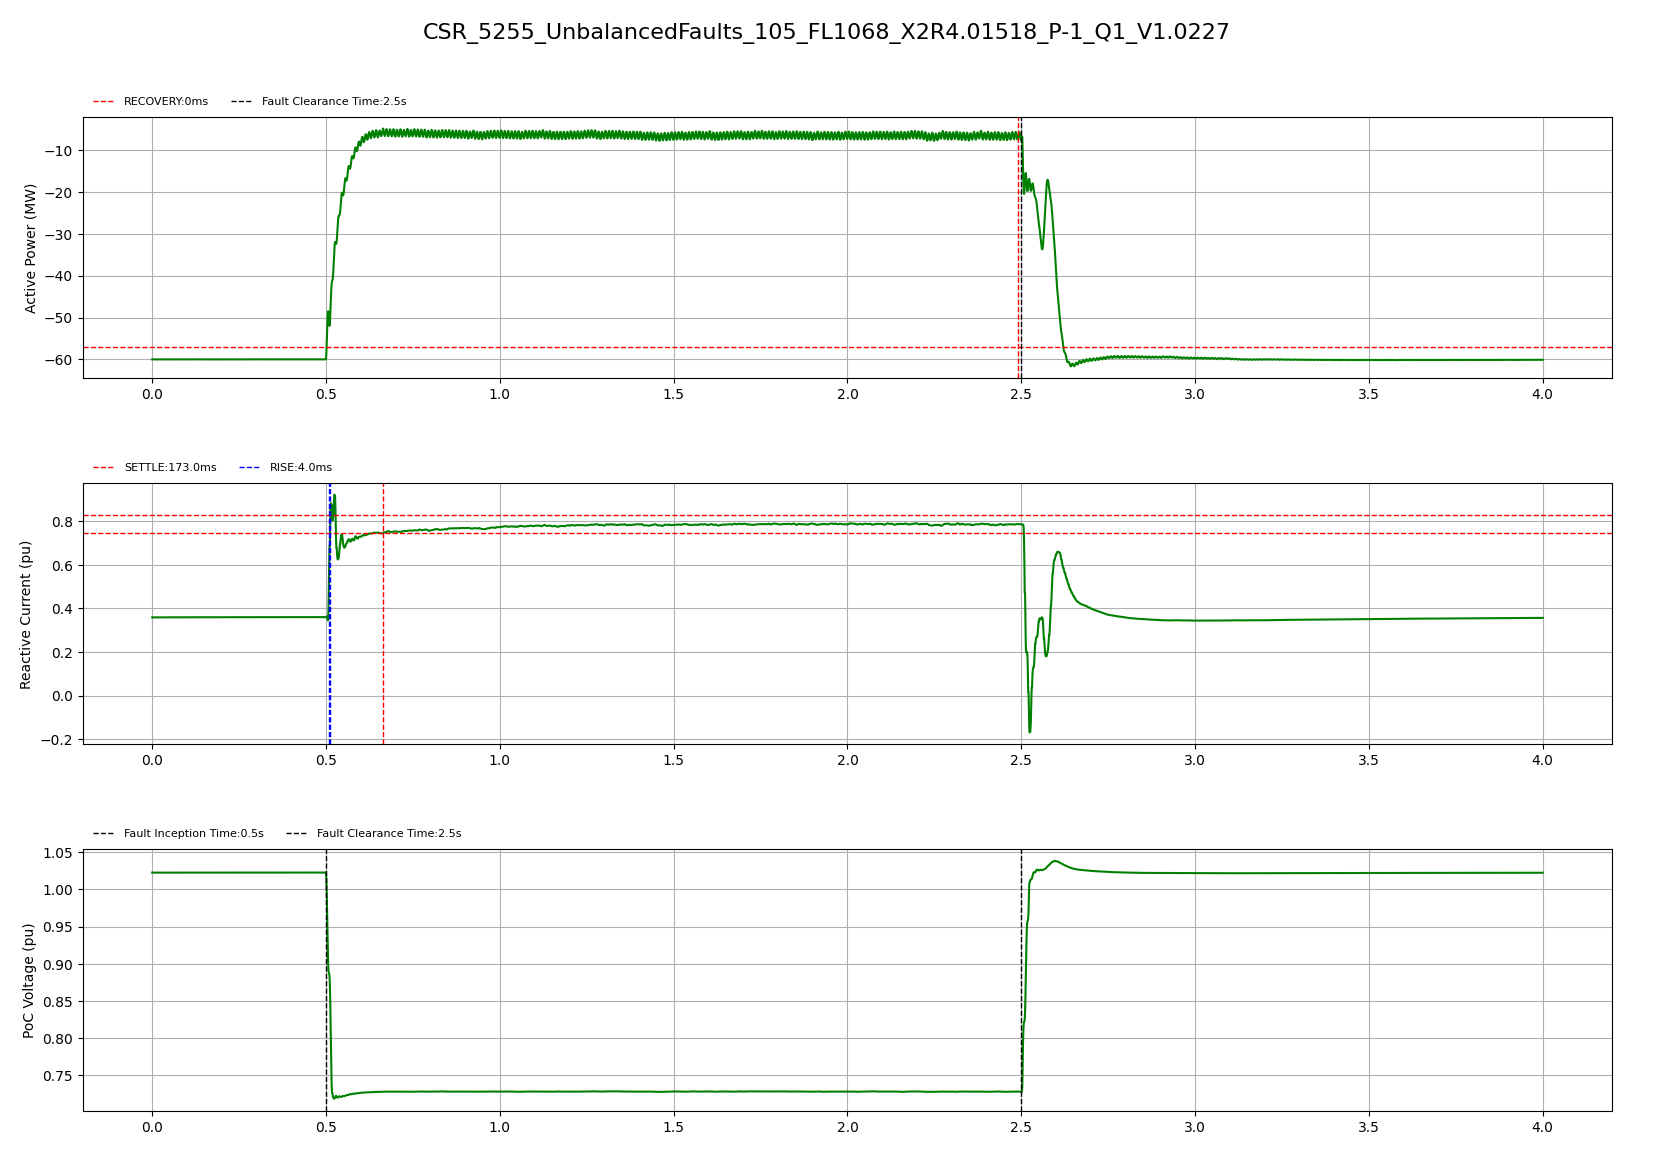 CSR_5255_UnbalancedFaults_105_FL1068_X2R4.01518_P-1_Q1_V1.0227
RECOVERY:0ms Fault Clearance Time:2.5s
Active Power (MW)
−10
−20
−30
−40
−50
−60
0.0 0.5 1.0 1.5 2.0 2.5 3.0 3.5 4.0
SETTLE:173.0ms RISE:4.0ms
Reactive Current (pu)
0.8
0.6
0.4
0.2
0.0
−0.2
0.0 0.5 1.0 1.5 2.0 2.5 3.0 3.5 4.0
Fault Inception Time:0.5s Fault Clearance Time:2.5s
PoC Voltage (pu)
1.05
1.00
0.95
0.90
0.85
0.80
0.75
0.0 0.5 1.0 1.5 2.0 2.5 3.0 3.5 4.0